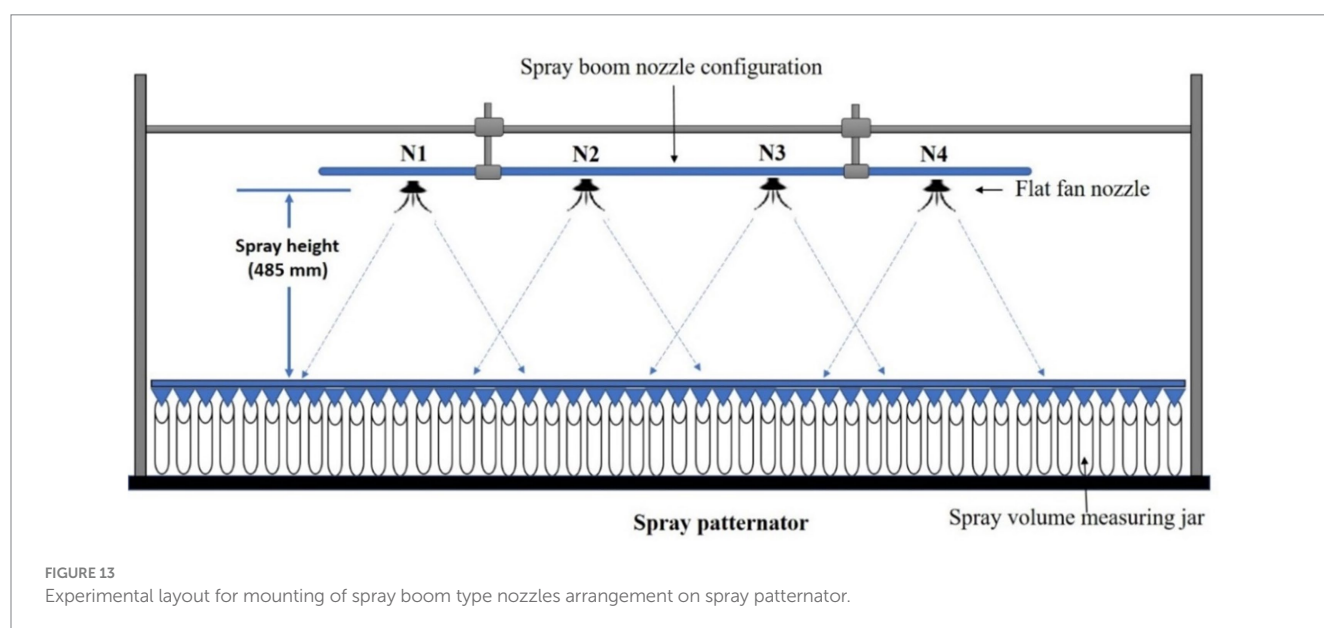 Spray boom nozzle configuration
N1
N2
N3
N4
Flat fan nozzle
Spray height
(485 mm)
Spray volume measuring jar
Spray patternator
FIGURE 13
Experimental layout for mounting of spray boom type nozzles arrangement on spray patternator.